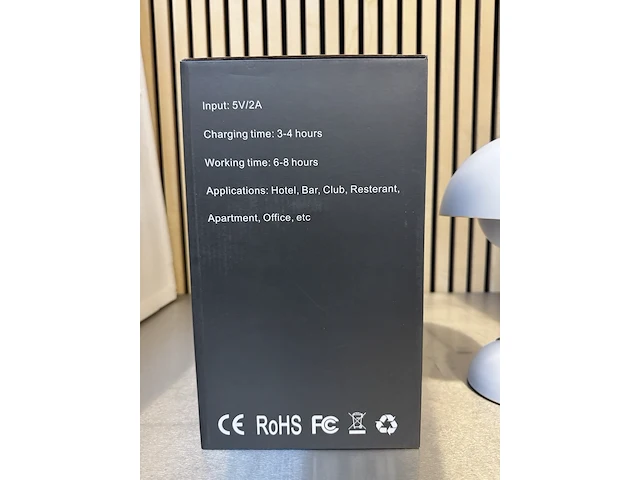 Input: 5V/2A
Charging time: 3-4 hours
Working time: 6-8 hours
Applications: Hotel, Bar, Club, Resterant,
Apartment, Office, etc
CE RoHS FC